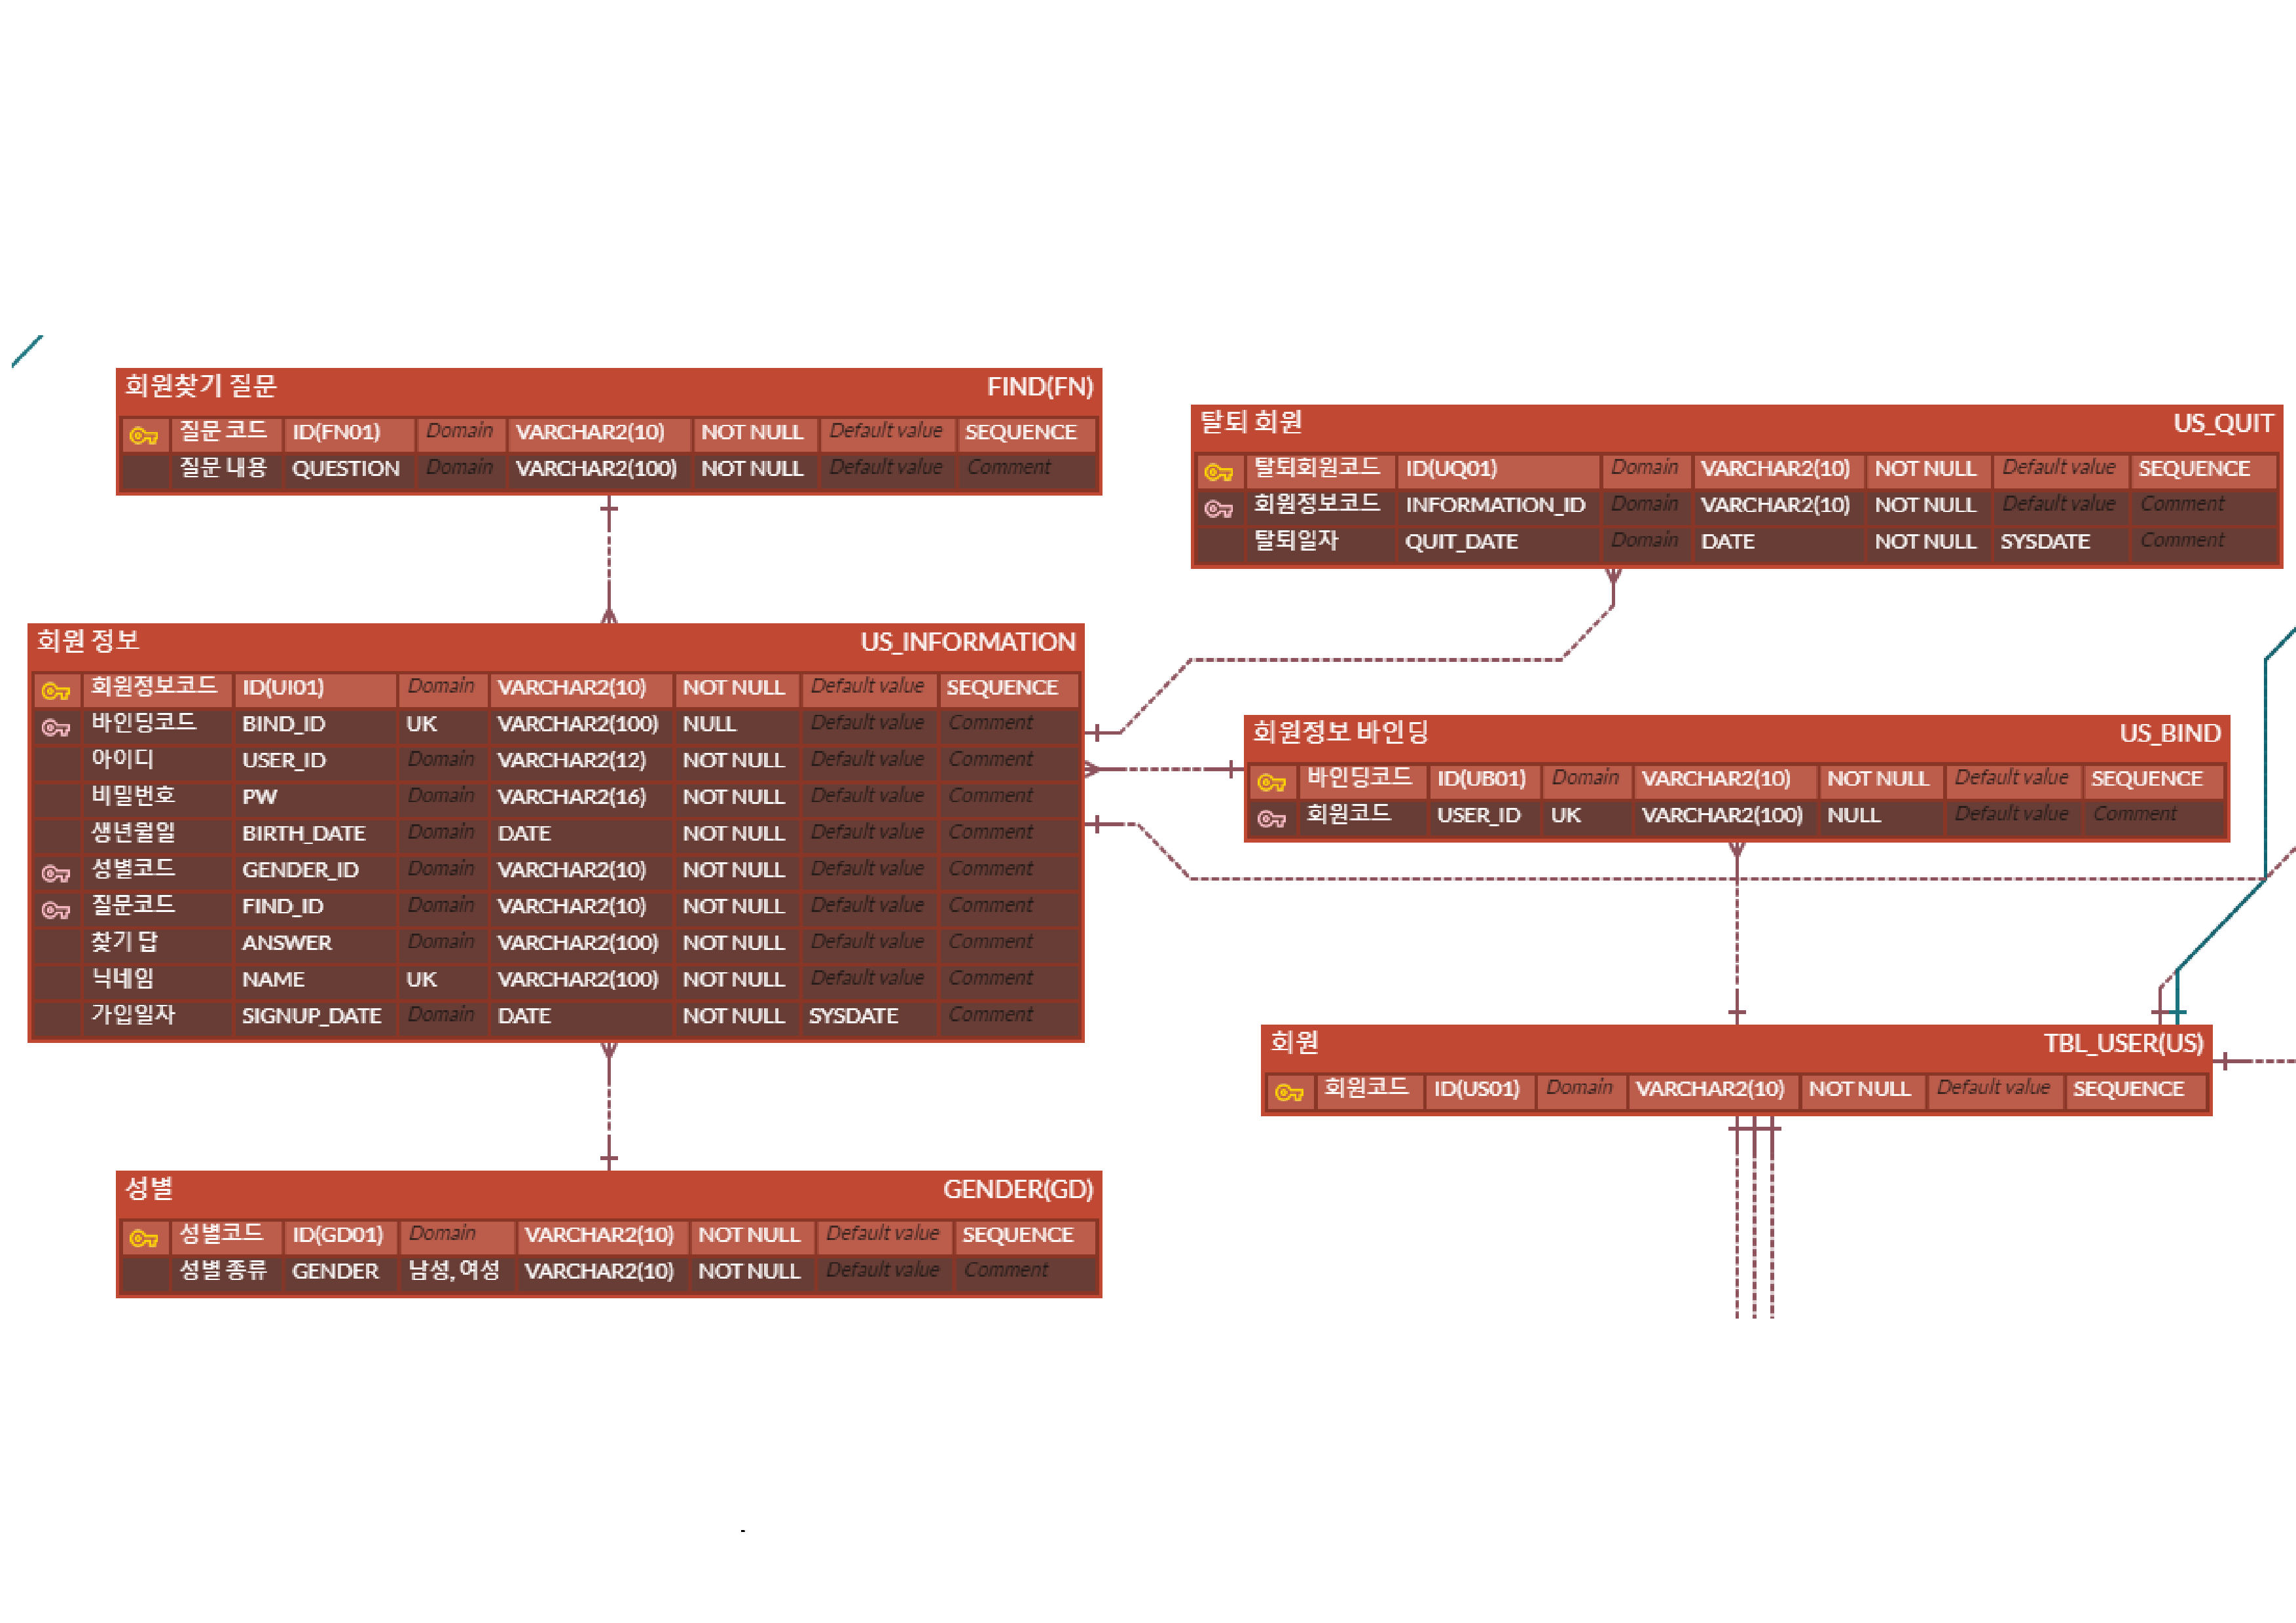 회원찾기 질문 FIND(FN)
질문 코드 ID(FN01) Domain VARCHAR2(10) NOT NULL Default value SEQUENCE
질문 내용 QUESTION Domain VARCHAR2(100) NOT NULL Default value Comment
탈퇴 회원 US_QUIT
탈퇴회원코드 ID(UQ01) Domain VARCHAR2(10) NOT NULL Default value SEQUENCE
회원정보코드 INFORMATION_ID Domain VARCHAR2(10) NOT NULL Default value Comment
탈퇴일자 QUIT_DATE Domain DATE NOT NULL SYSDATE Comment
회원 정보 US_INFORMATION
회원정보코드 ID(UI01) Domain VARCHAR2(10) NOT NULL Default value SEQUENCE
바인딩코드 BIND_ID UK VARCHAR2(100) NULL Default value Comment
아이디 USER_ID Domain VARCHAR2(12) NOT NULL Default value Comment
비밀번호 PW Domain VARCHAR2(16) NOT NULL Default value Comment
생년월일 BIRTH_DATE Domain DATE NOT NULL Default value Comment
성별코드 GENDER_ID Domain VARCHAR2(10) NOT NULL Default value Comment
질문코드 FIND_ID Domain VARCHAR2(10) NOT NULL Default value Comment
찾기 답 ANSWER Domain VARCHAR2(100) NOT NULL Default value Comment
닉네임 NAME UK VARCHAR2(100) NOT NULL Default value Comment
가입일자 SIGNUP_DATE Domain DATE NOT NULL SYSDATE Comment
회원정보 바인딩 US_BIND
바인딩코드 ID(UB01) Domain VARCHAR2(10) NOT NULL Default value SEQUENCE
회원코드 USER_ID UK VARCHAR2(100) NULL Default value Comment
회원 TBL_USER(US)
회원코드 ID(US01) Domain VARCHAR2(10) NOT NULL Default value SEQUENCE
성별 GENDER(GD)
성별코드 ID(GD01) Domain VARCHAR2(10) NOT NULL Default value SEQUENCE
성별 종류 GENDER 남성, 여성 VARCHAR2(10) NOT NULL Default value Comment